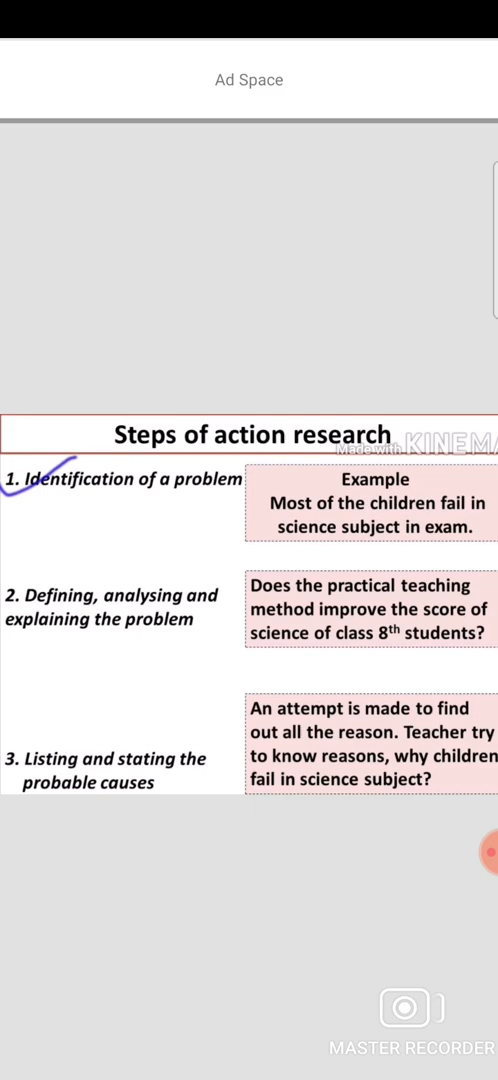 Ad Space
Steps of action research
Made with KINEMA
1. Identification of a problem
Example
Most of the children fail in
science subject in exam.
2. Defining, analysing and
explaining the problem
Does the practical teaching
method improve the score of
science of class 8th students?
3. Listing and stating the
probable causes
An attempt is made to find
out all the reason. Teacher try
to know reasons, why children
fail in science subject?
MASTER RECORDER